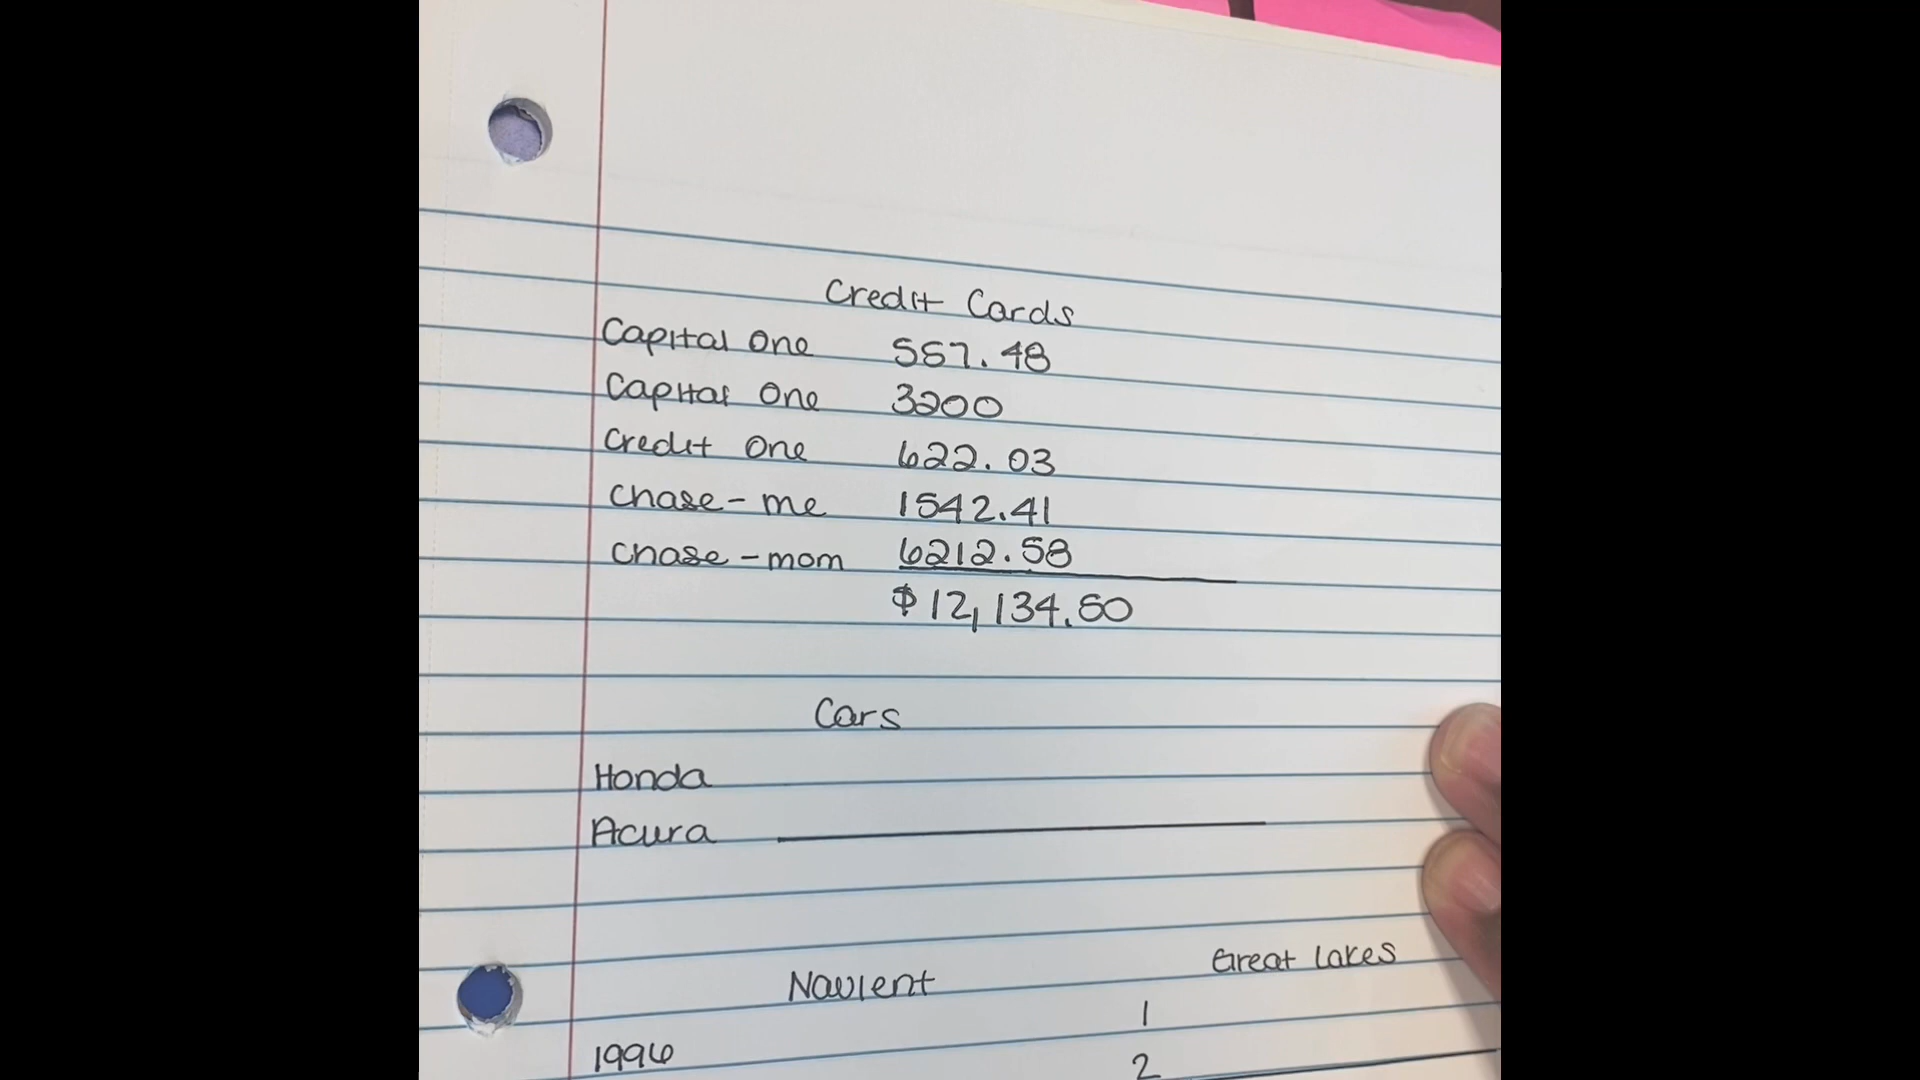 Credit Cards
Capital One 557.48
Capital One 3200
Credit One 622.03
Chase - me 1542.41
Chase - mom 6212.58
$12,134.50
Cars
Honda
Acura
Navient
Great Lakes
1
1996
2